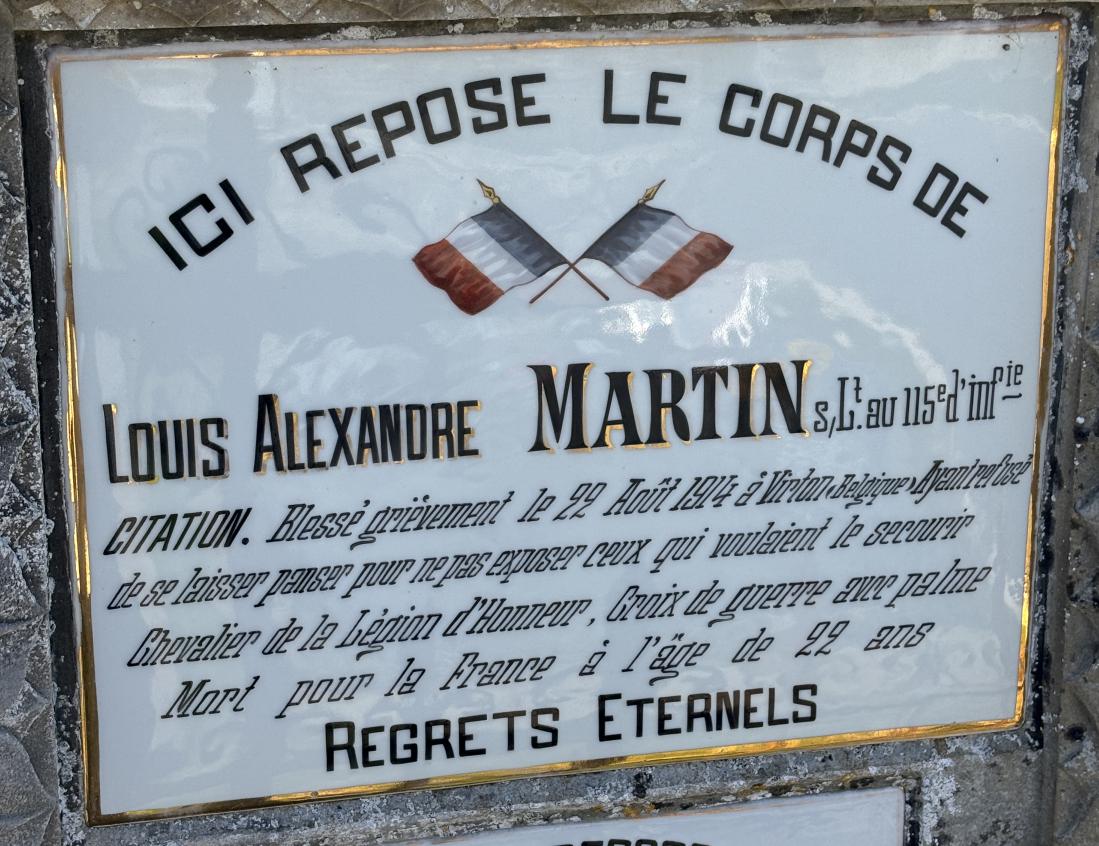 ICI REPOSE LE CORPS DE
LOUIS ALEXANDRE MARTIN s/Lt au 115e d'infie
CITATION. Blessé grièvement le 22 Août 1914 à Virton "Belgique" Ayant refusé
de se laisser panser pour ne pas exposer ceux qui voulaient le secourir
Chevalier de la Légion d'Honneur, Croix de guerre avec palme
Mort pour la France à l'âge de 22 ans
REGRETS ETERNELS